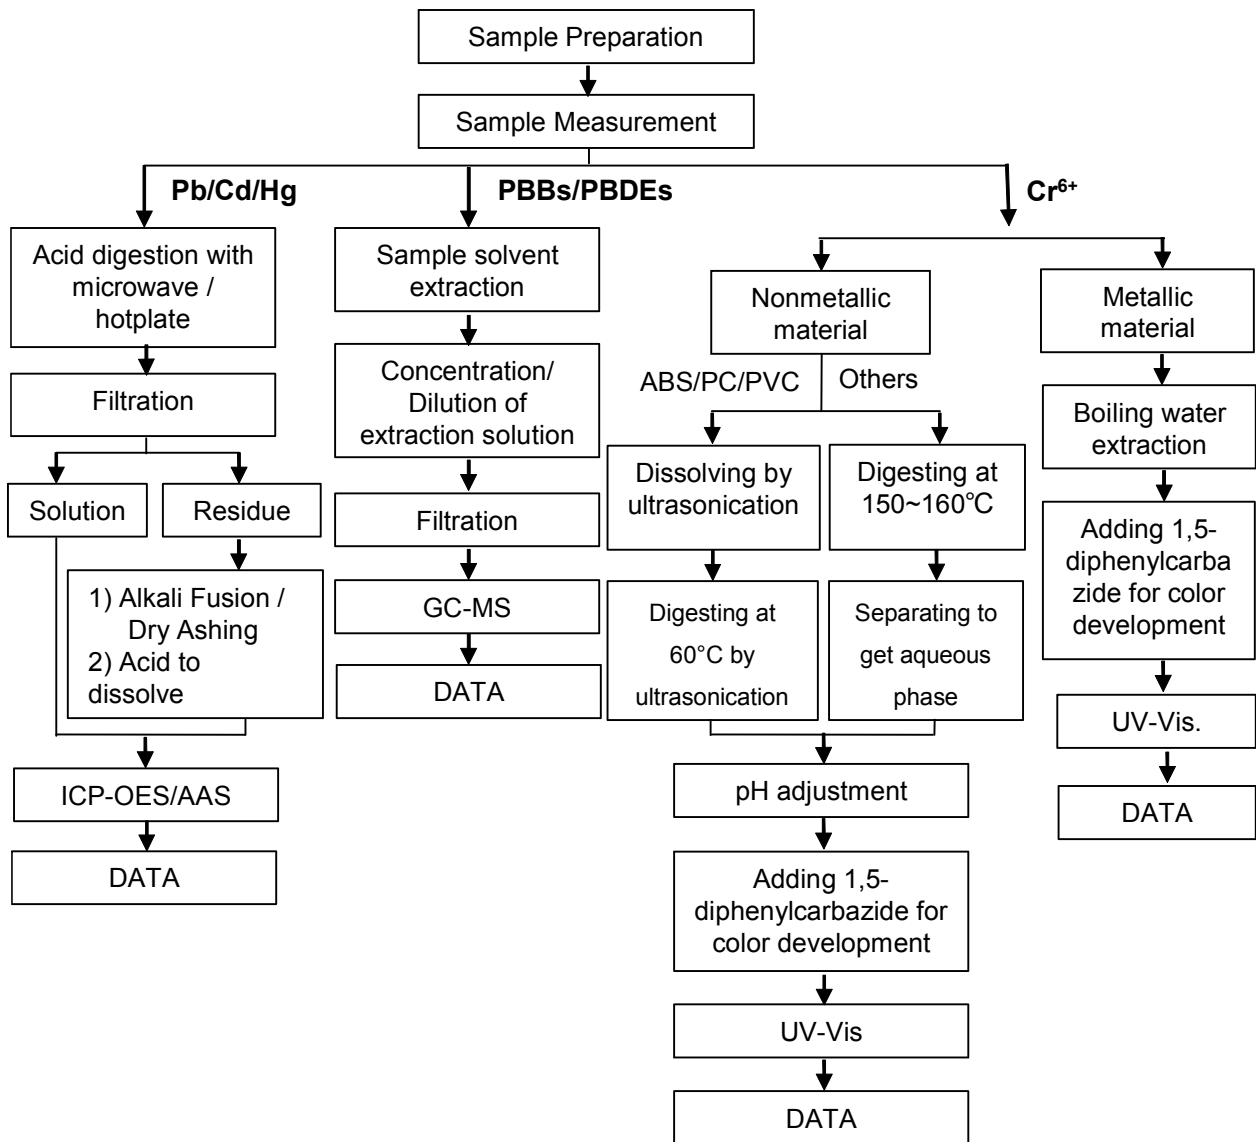 Sample Preparation
Sample Measurement
Pb/Cd/Hg
PBBs/PBDEs
Cr⁶⁺
Acid digestion with
microwave /
hotplate
Filtration
Solution
Residue
1) Alkali Fusion /
Dry Ashing
2) Acid to
dissolve
ICP-OES/AAS
DATA
Sample solvent
extraction
Concentration/
Dilution of
extraction solution
Filtration
GC-MS
DATA
Nonmetallic
material
ABS/PC/PVC
Others
Dissolving by
ultrasonication
Digesting at
60°C by
ultrasonication
Digesting at
150~160℃
Separating to
get aqueous
phase
pH adjustment
Adding 1,5-
diphenylcarbazide for
color development
UV-Vis
DATA
Metallic
material
Boiling water
extraction
Adding 1,5-
diphenylcarba
zide for color
development
UV-Vis.
DATA